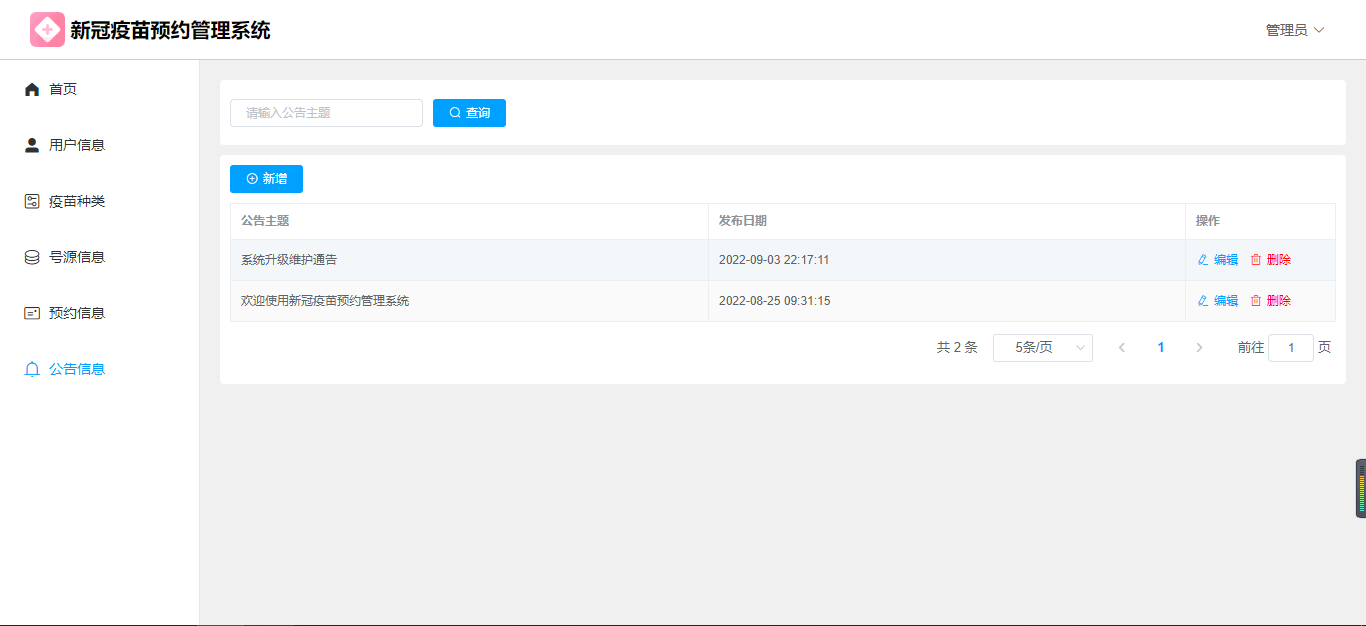 新冠疫苗预约管理系统
管理员
首页
用户信息
疫苗种类
号源信息
预约信息
公告信息
请输入公告主题
查询
新增
公告主题 发布日期 操作
系统升级维护通告 2022-09-03 22:17:11 编辑 删除
欢迎使用新冠疫苗预约管理系统 2022-08-25 09:31:15 编辑 删除
共 2 条 5条/页 1 前往 1 页